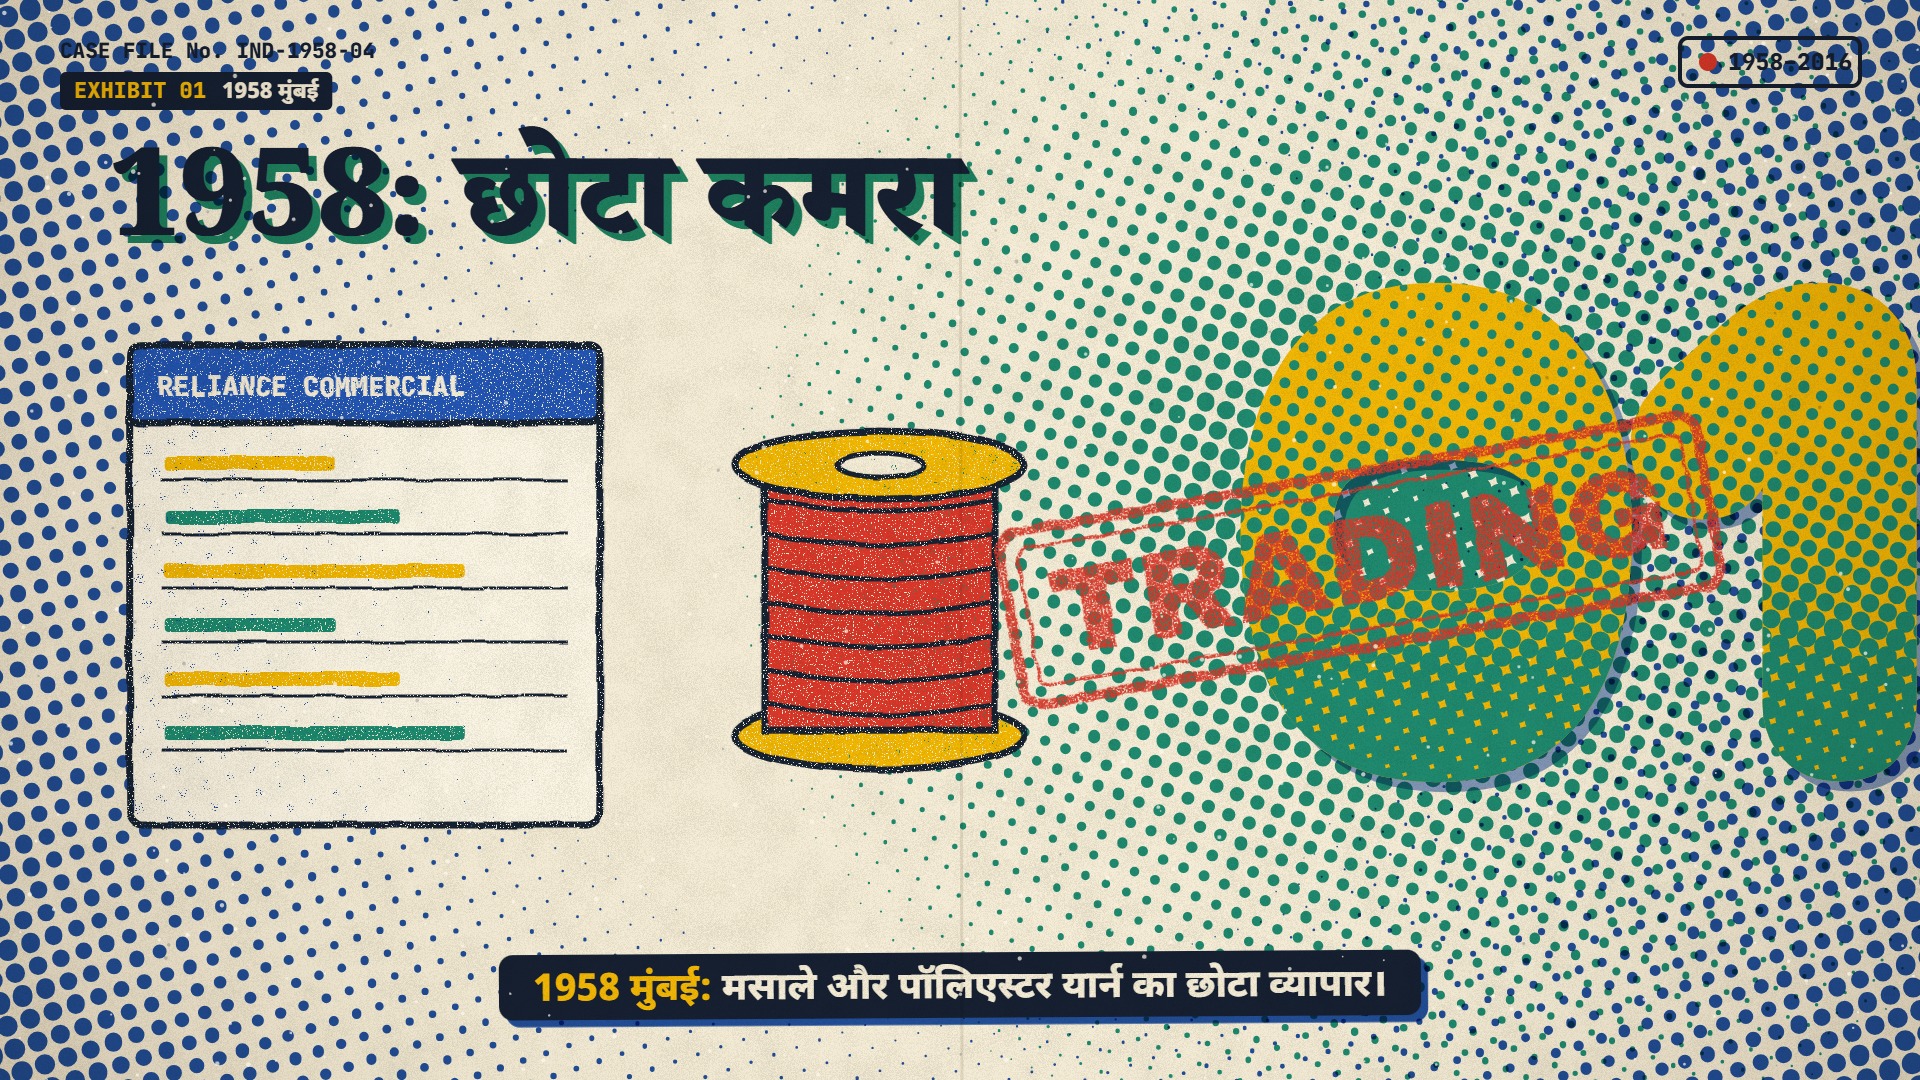 CASE FILE No. IND-1958-04
EXHIBIT 01 1958 मुंबई
1958-2016
1958: छोटा कमरा
RELIANCE COMMERCIAL
TRADING
01
1958 मुंबई: मसाले और पॉलिएस्टर यार्न का छोटा व्यापार।